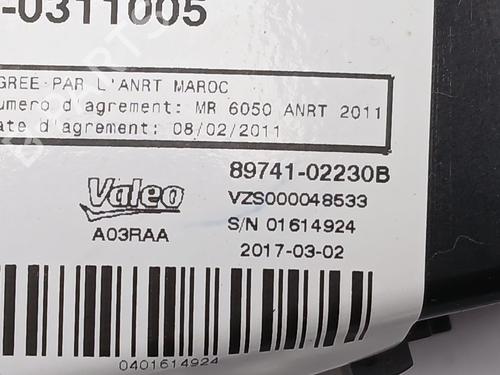 -0311005
GREE PAR L'ANRT MAROC
umero d'agrement: MR 6050 ANRT 2011
ate d'agrement: 08/02/2011
89741-02230B
Valeo
VZS000048533
S/N 01614924
A03RAA
2017-03-02
0401614924